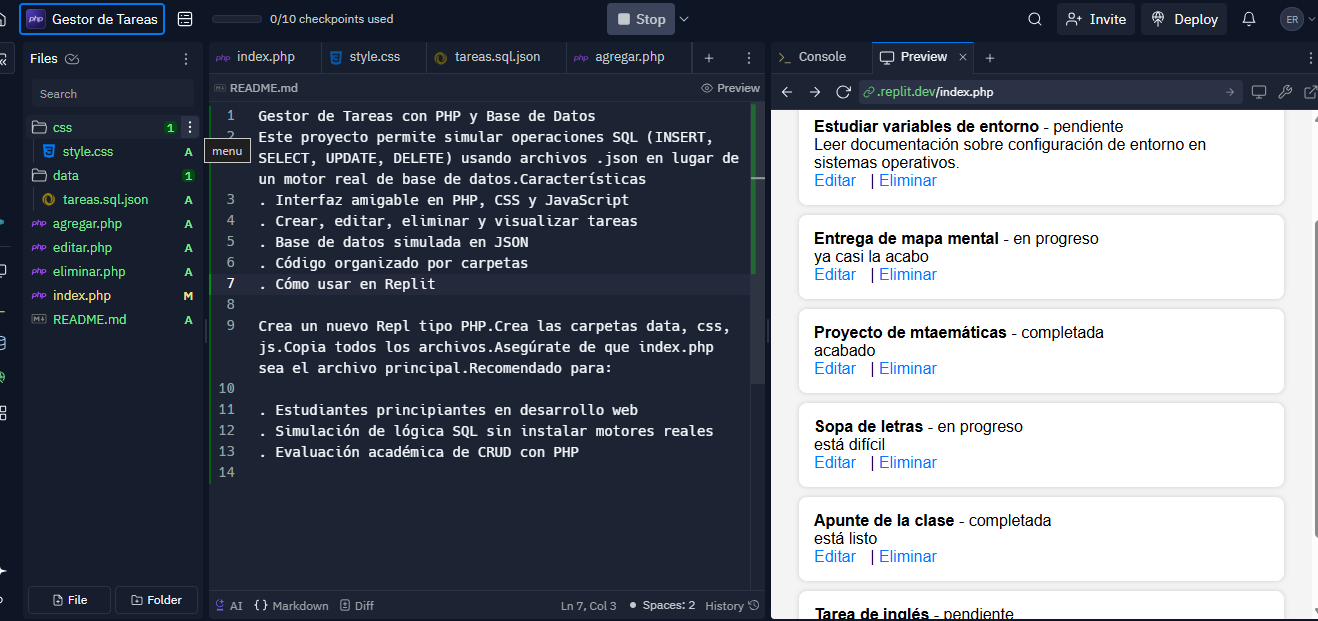 php Gestor de Tareas
0/10 checkpoints used
Stop
Invite
Deploy
ER
Files
Search
css 1
style.css A
menu
data 1
tareas.sql.json A
php agregar.php A
php editar.php A
php eliminar.php A
php index.php M
README.md A
File
Folder
php index.php
style.css
tareas.sql.json
php agregar.php
README.md
Preview
1 Gestor de Tareas con PHP y Base de Datos
2 Este proyecto permite simular operaciones SQL (INSERT,
SELECT, UPDATE, DELETE) usando archivos .json en lugar de
un motor real de base de datos.Características
3 . Interfaz amigable en PHP, CSS y JavaScript
4 . Crear, editar, eliminar y visualizar tareas
5 . Base de datos simulada en JSON
6 . Código organizado por carpetas
7 . Cómo usar en Replit
8
9 Crea un nuevo Repl tipo PHP.Crea las carpetas data, css,
js.Copia todos los archivos.Asegúrate de que index.php
sea el archivo principal.Recomendado para:
10
11 . Estudiantes principiantes en desarrollo web
12 . Simulación de lógica SQL sin instalar motores reales
13 . Evaluación académica de CRUD con PHP
14
AI
{} Markdown
Diff
Ln 7, Col 3
Spaces: 2
History
Console
Preview
.replit.dev/index.php
Estudiar variables de entorno - pendiente
Leer documentación sobre configuración de entorno en
sistemas operativos.
Editar | Eliminar
Entrega de mapa mental - en progreso
ya casi la acabo
Editar | Eliminar
Proyecto de mtaemáticas - completada
acabado
Editar | Eliminar
Sopa de letras - en progreso
está difícil
Editar | Eliminar
Apunte de la clase - completada
está listo
Editar | Eliminar
Tarea de inglés - pendiente